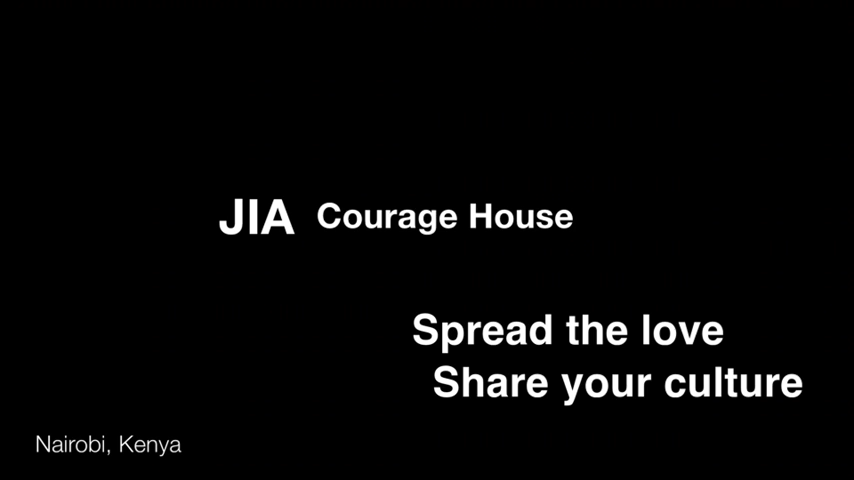 JIA Courage House
Spread the love
Share your culture
Nairobi, Kenya